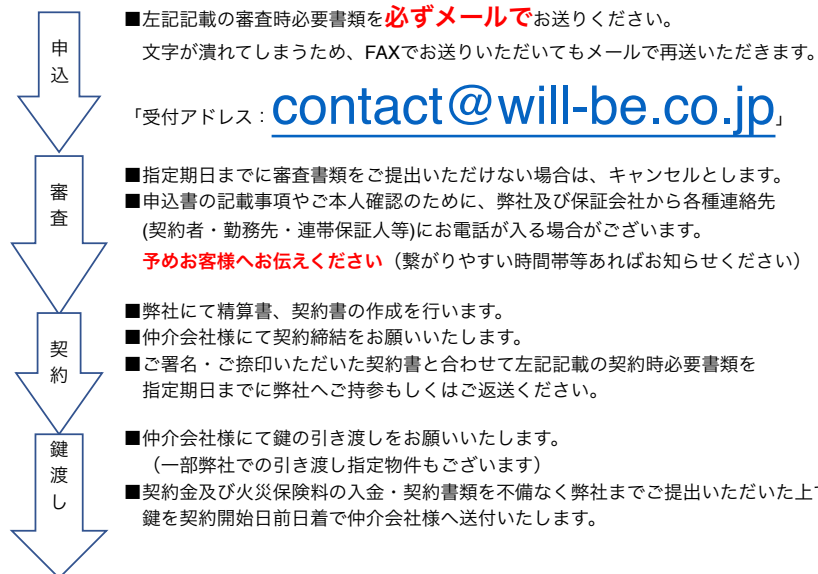 申込
■左記記載の審査時必要書類を必ずメールでお送りください。
文字が潰れてしまうため、FAXでお送りいただいてもメールで再送いただきます。
「受付アドレス：contact@will-be.co.jp」
審査
■指定期日までに審査書類をご提出いただけない場合は、キャンセルとします。
■申込書の記載事項やご本人確認のために、弊社及び保証会社から各種連絡先
(契約者・勤務先・連帯保証人等)にお電話が入る場合がございます。
予めお客様へお伝えください（繋がりやすい時間帯等あればお知らせください）
契約
■弊社にて精算書、契約書の作成を行います。
■仲介会社様にて契約締結をお願いいたします。
■ご署名・ご捺印いただいた契約書と合わせて左記記載の契約時必要書類を
指定期日までに弊社へご持参もしくはご返送ください。
鍵渡し
■仲介会社様にて鍵の引き渡しをお願いいたします。
（一部弊社での引き渡し指定物件もございます）
■契約金及び火災保険料の入金・契約書類を不備なく弊社までご提出いただいた上で
鍵を契約開始日前日着で仲介会社様へ送付いたします。